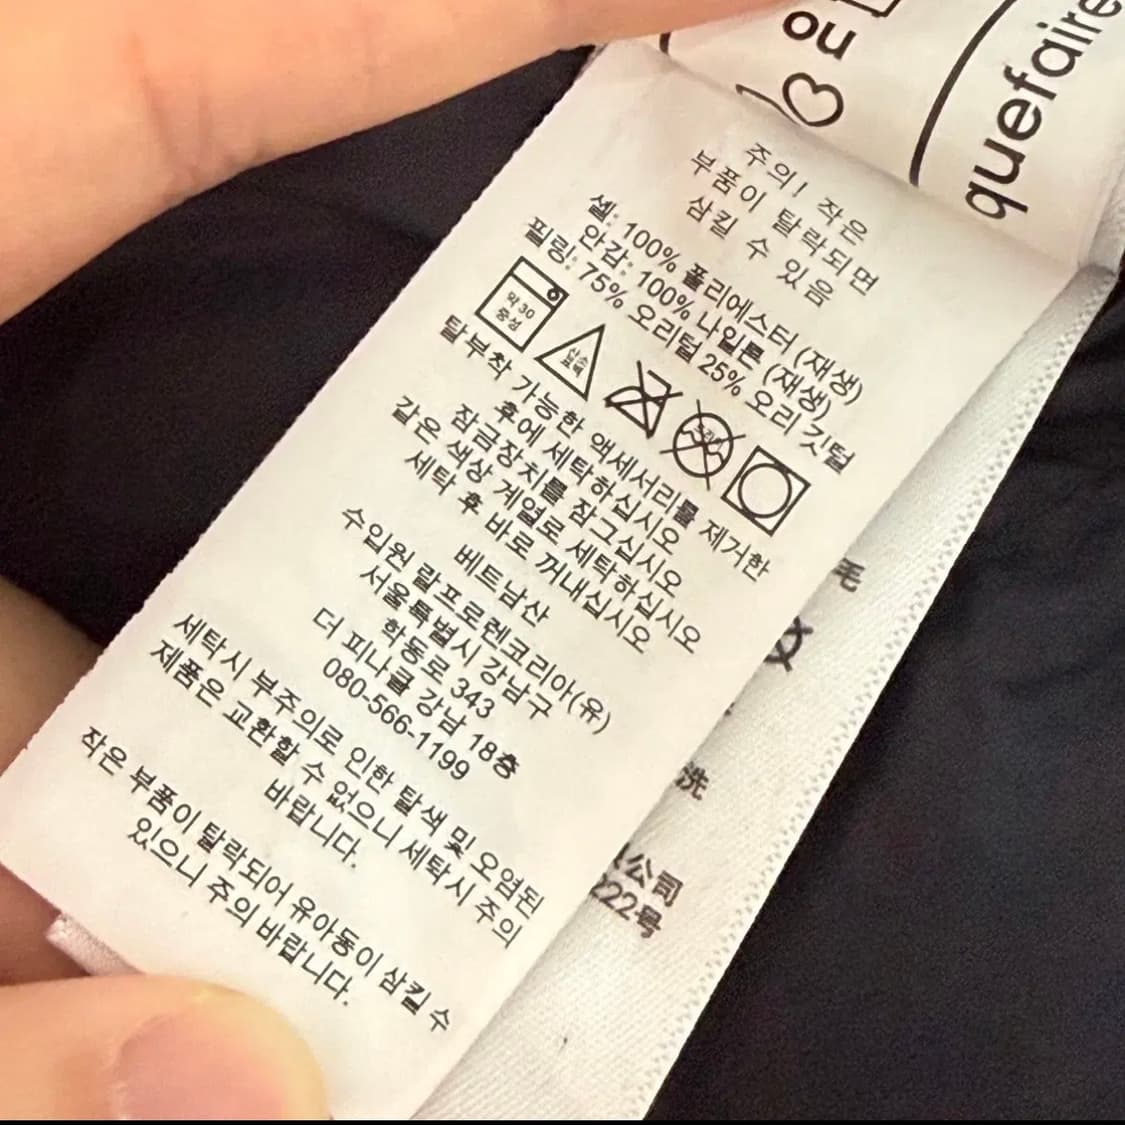 quefaire
주의! 작은
부품이 탈락되면
삼킬 수 있음
셸: 100% 폴리에스터 (재생)
안감: 100% 나일론 (재생)
필링: 75% 오리털 25% 오리 깃털
약 30
중성
탈부착 가능한 액세서리를 제거한
후에 세탁하십시오
잠금장치를 잠그십시오
같은 색상 계열로 세탁하십시오
세탁 후 바로 꺼내십시오
베트남산
수입원 랄프로렌코리아(유)
서울특별시 강남구
학동로 343
더 피나클 강남 18층
080-566-1199
세탁시 부주의로 인한 탈색 및 오염된
제품은 교환할 수 없으니 세탁시 주의
바랍니다.
작은 부품이 탈락되어 유아동이 삼킬 수
있으니 주의 바랍니다.
毛
洗
公司
222号